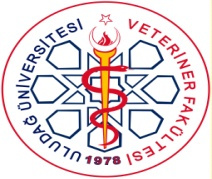 ULUDAĞ ÜNİVERSİTESİ
VETERİNER FAKÜLTESİ
1978